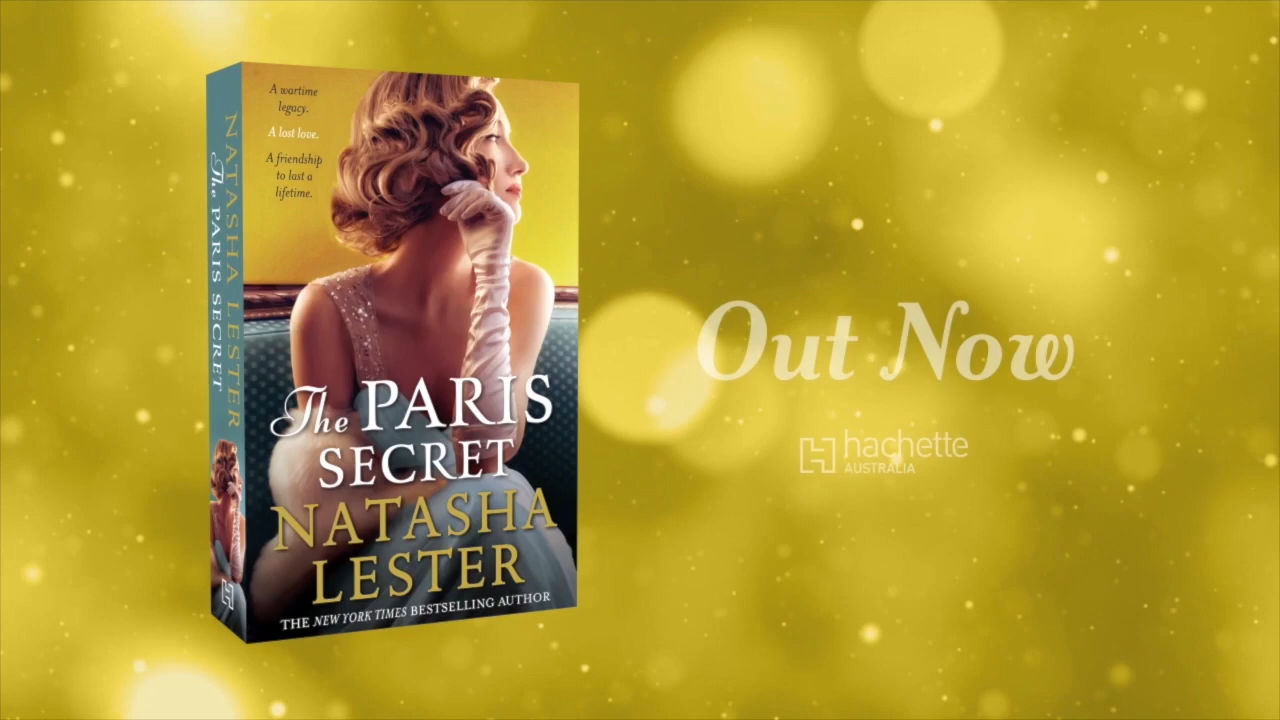 A wartime
legacy.
A lost love.
A friendship
to last a
lifetime.
The PARIS
SECRET
NATASHA
LESTER
THE NEW YORK TIMES BESTSELLING AUTHOR
NATASHA LESTER
The PARIS SECRET
Out Now
hachette
AUSTRALIA